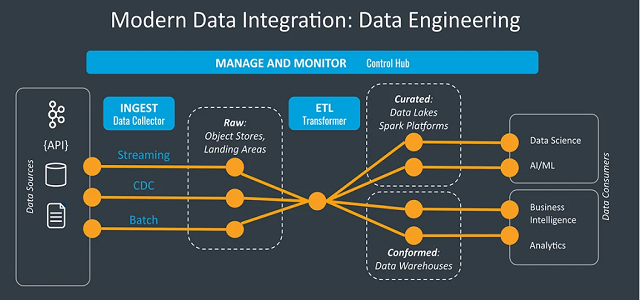 Modern Data Integration: Data Engineering
MANAGE AND MONITOR Control Hub
INGEST
Data Collector
ETL
Transformer
Data Sources
{API}
Streaming
CDC
Batch
Raw:
Object Stores,
Landing Areas
Curated:
Data Lakes
Spark Platforms
Conformed:
Data Warehouses
Data Science
AI/ML
Business
Intelligence
Analytics
Data Consumers